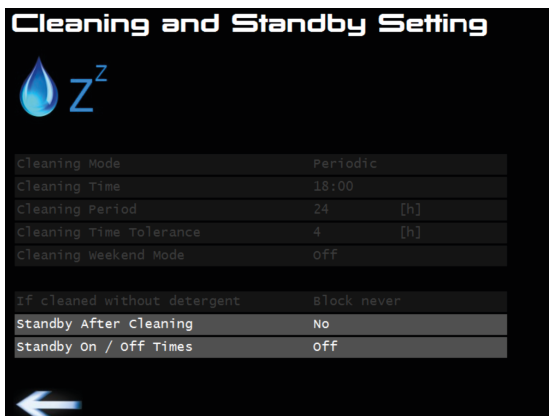 Cleaning and Standby Setting
Z Z
Cleaning Mode Periodic
Cleaning Time 18:00
Cleaning Period 24 [h]
Cleaning Time Tolerance 4 [h]
Cleaning Weekend Mode Off
If cleaned without detergent Block never
Standby After Cleaning No
Standby On / Off Times Off